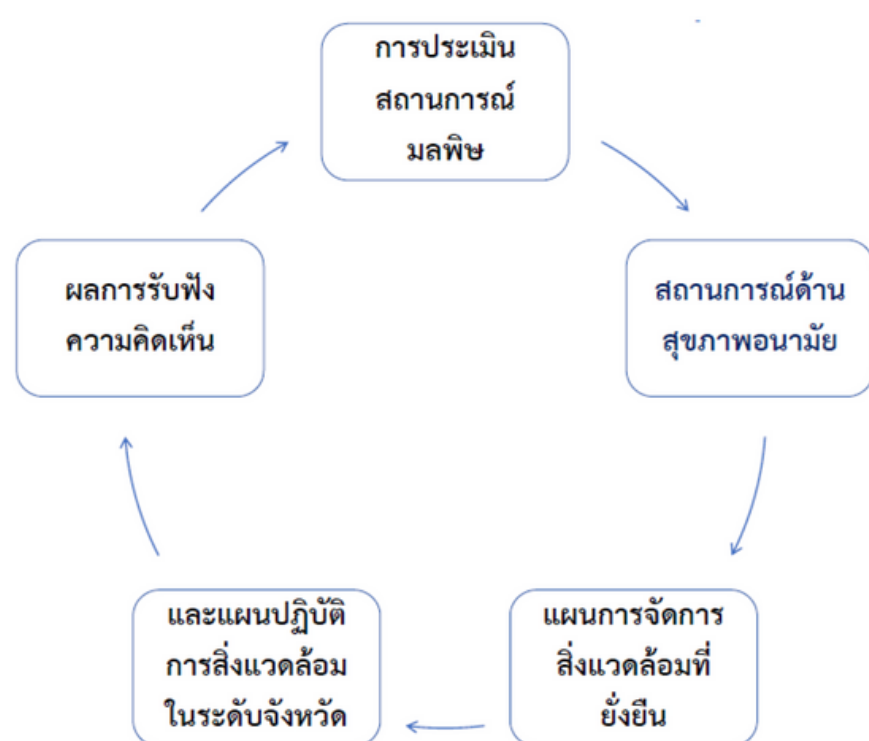 การประเมิน
สถานการณ์
มลพิษ
สถานการณ์ด้าน
สุขภาพอนามัย
แผนการจัดการ
สิ่งแวดล้อมที่
ยั่งยืน
และแผนปฏิบัติ
การสิ่งแวดล้อม
ในระดับจังหวัด
ผลการรับฟัง
ความคิดเห็น